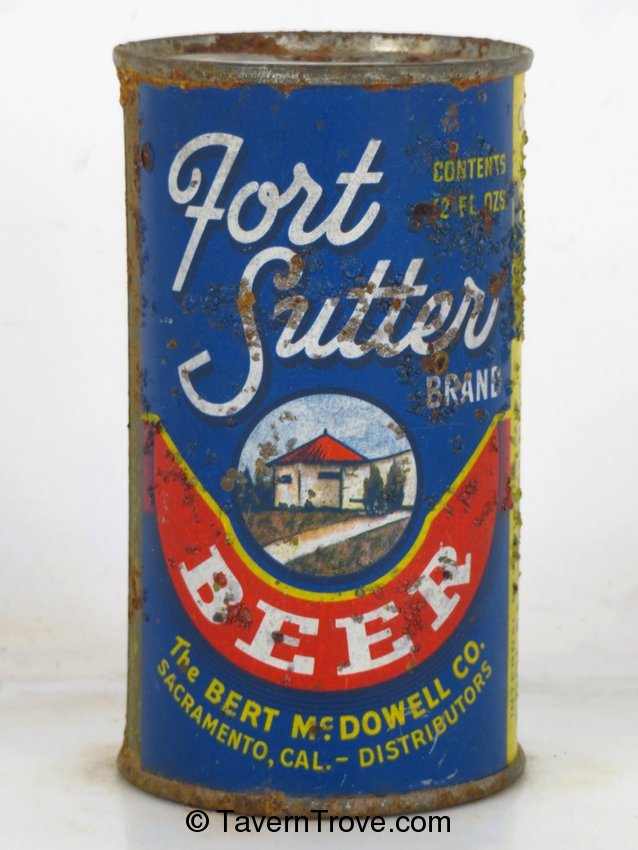 Fort
Sutter
BRAND
CONTENTS
12 FL. OZS
BEER
The BERT McDOWELL CO.
SACRAMENTO, CAL. – DISTRIBUTORS
© TavernTrove.com